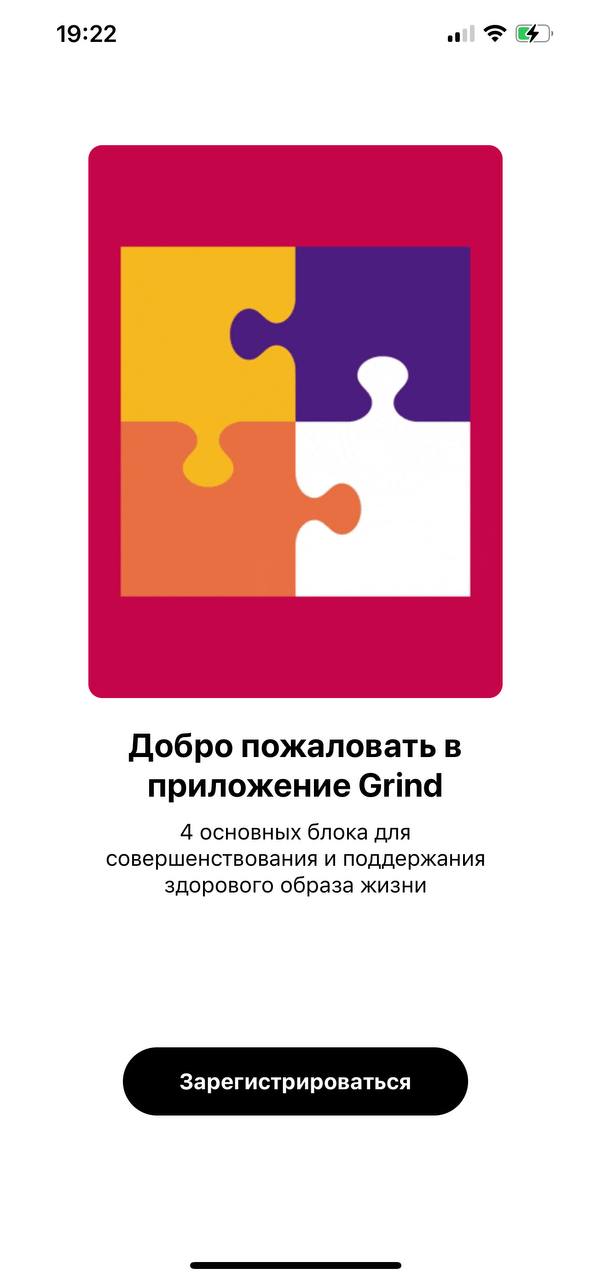 19:22
Добро пожаловать в
приложение Grind
4 основных блока для
совершенствования и поддержания
здорового образа жизни
Зарегистрироваться